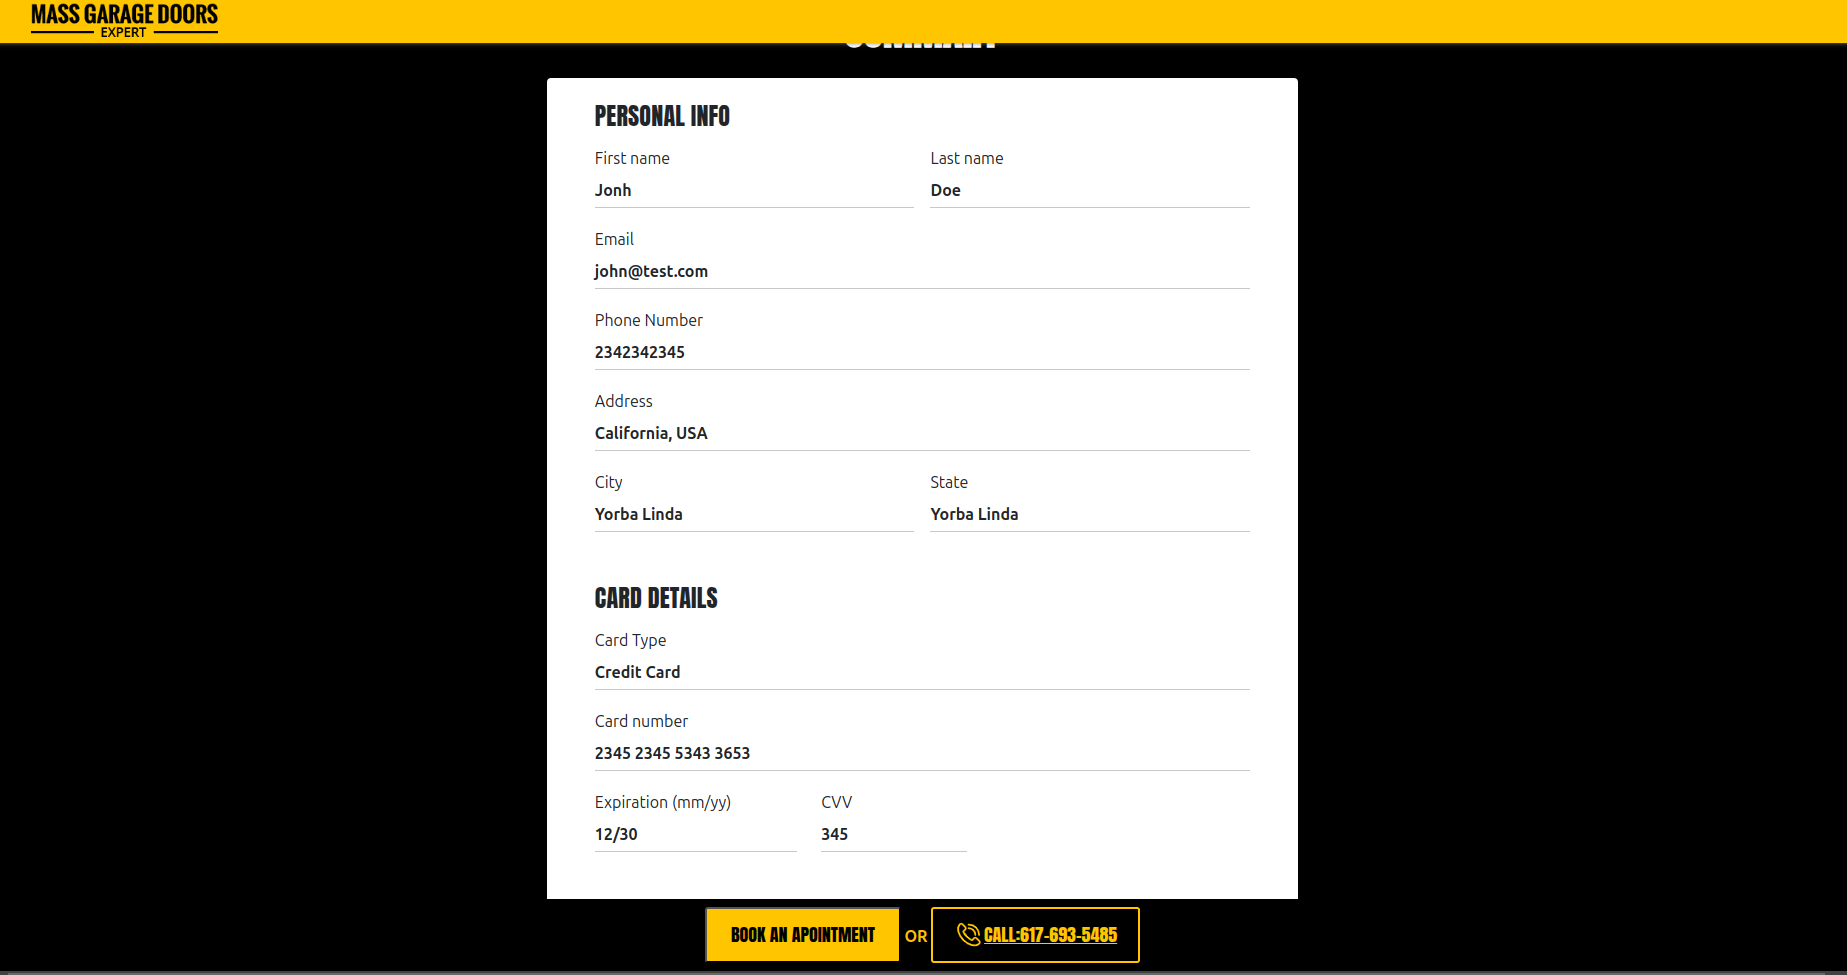 MASS GARAGE DOORS
EXPERT
SUMMARY
PERSONAL INFO
First name Last name
Jonh Doe
Email
john@test.com
Phone Number
2342342345
Address
California, USA
City State
Yorba Linda Yorba Linda
CARD DETAILS
Card Type
Credit Card
Card number
2345 2345 5343 3653
Expiration (mm/yy) CVV
12/30 345
BOOK AN APOINTMENT OR CALL:617-693-5485